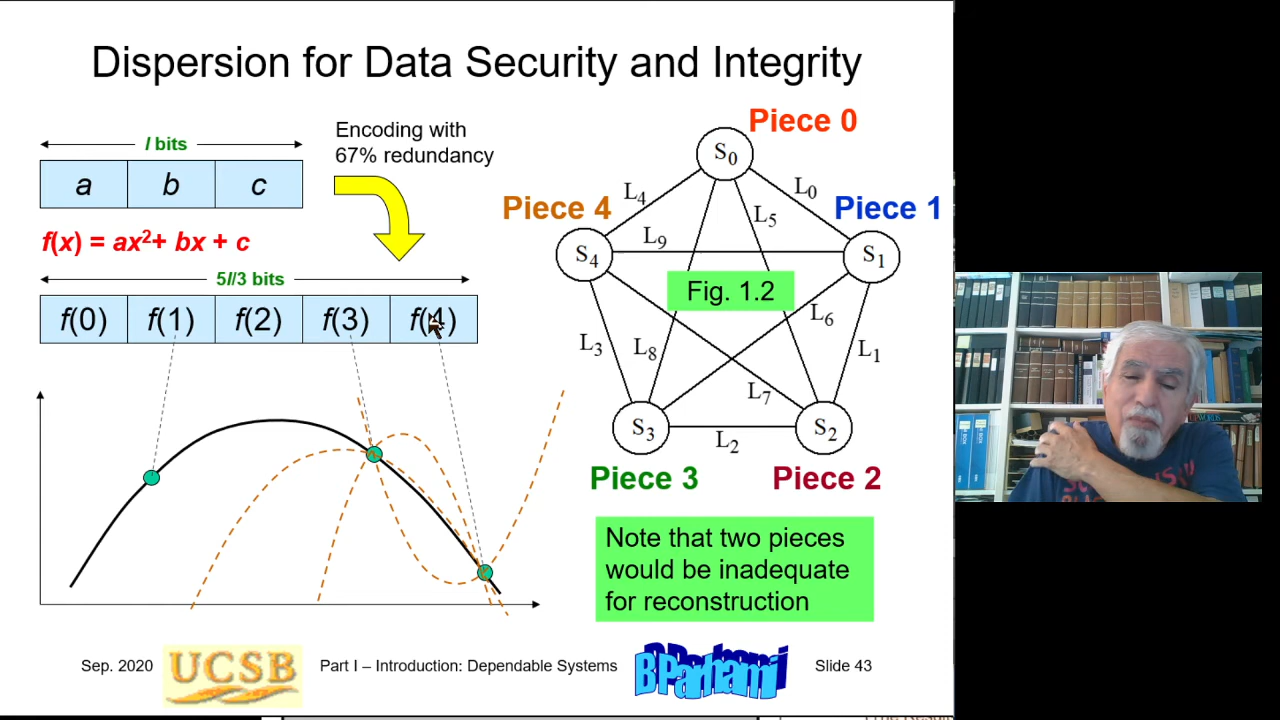 Dispersion for Data Security and Integrity
l bits
a b c
Encoding with
67% redundancy
f(x) = ax²+ bx + c
5l/3 bits
f(0) f(1) f(2) f(3) f(4)
Piece 0
S0
L4
L0
Piece 4
Piece 1
L5
L9
S4
S1
Fig. 1.2
L6
L3
L8
L1
L7
S3
S2
L2
Piece 3
Piece 2
Note that two pieces
would be inadequate
for reconstruction
Sep. 2020
UCSB
Part I – Introduction: Dependable Systems
B Parhami
Slide 43